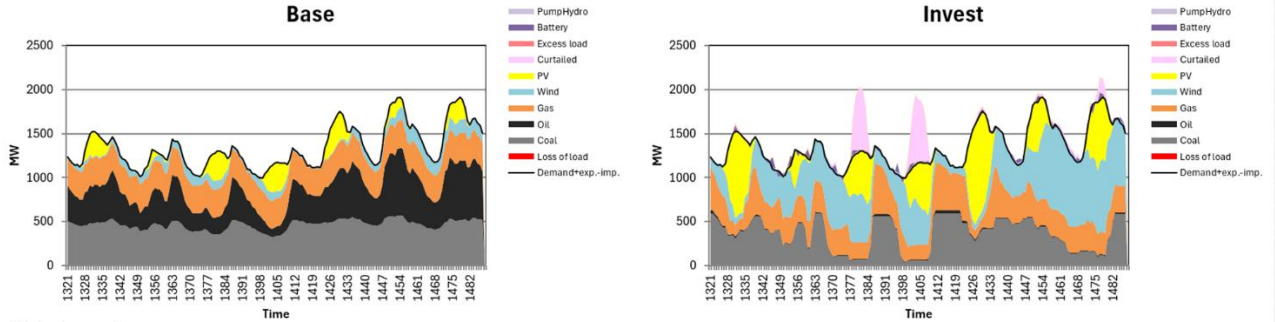 Base
2500
2000
1500
1000
500
0
MW
1321
1328
1335
1342
1349
1356
1363
1370
1377
1384
1391
1398
1405
1412
1419
1426
1433
1440
1447
1454
1461
1468
1475
1482
Time
PumpHydro
Battery
Excess load
Curtailed
PV
Wind
Gas
Oil
Coal
Loss of load
Demand+exp.-imp.
Invest
2500
2000
1500
1000
500
0
MW
1321
1328
1335
1342
1349
1356
1363
1370
1377
1384
1391
1398
1405
1412
1419
1426
1433
1440
1447
1454
1461
1468
1475
1482
Time
PumpHydro
Battery
Excess load
Curtailed
PV
Wind
Gas
Oil
Coal
Loss of load
Demand+exp.-imp.